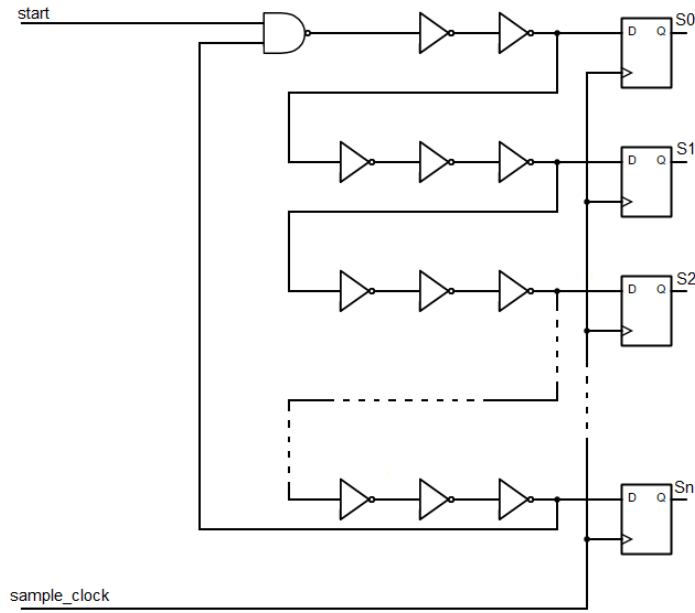 start
S0
D Q
S1
D Q
S2
D Q
Sn
D Q
sample_clock